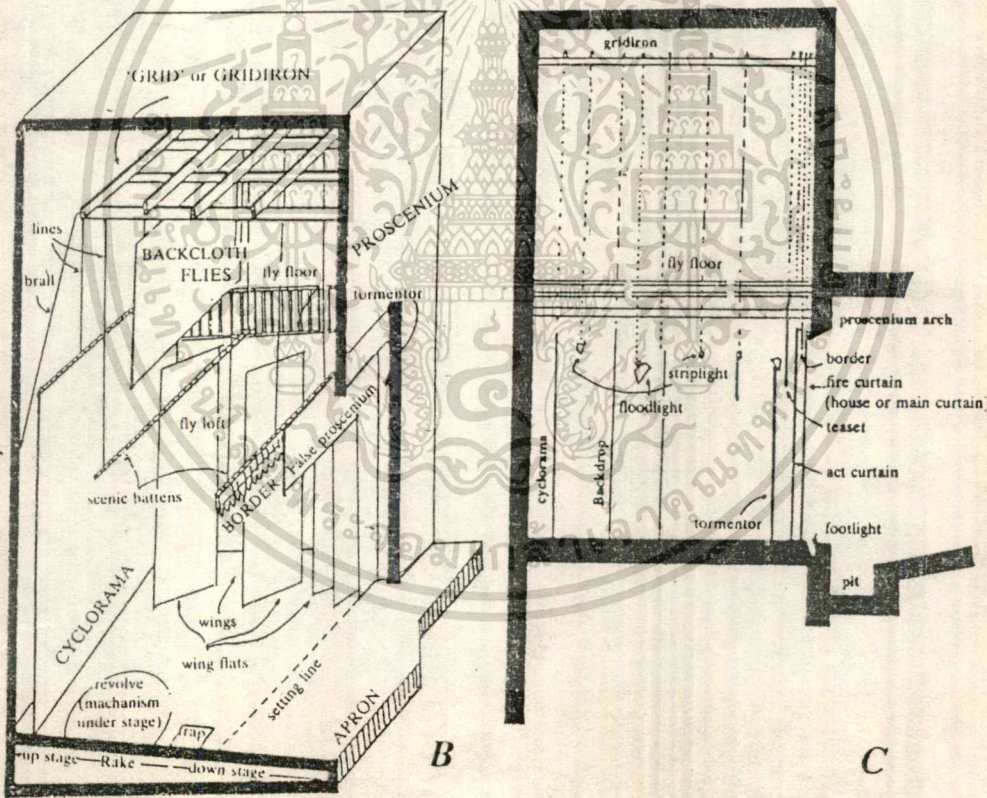 'GRID' or GRIDIRON
lines
brall
BACKCLOTH
FLIES
fly floor
PROSCENIUM
tormentor
fly loft
scenic battens
BORDER
False proscenium
CYCLORAMA
wings
wing flats
revolve
(machanism
under stage)
trap
setting line
APRON
up stage — Rake — down stage
B
gridiron
fly floor
proscenium arch
border
striplight
fire curtain
(house or main curtain)
floodlight
teaset
cyclorama
Backdrop
act curtain
tormentor
footlight
pit
C